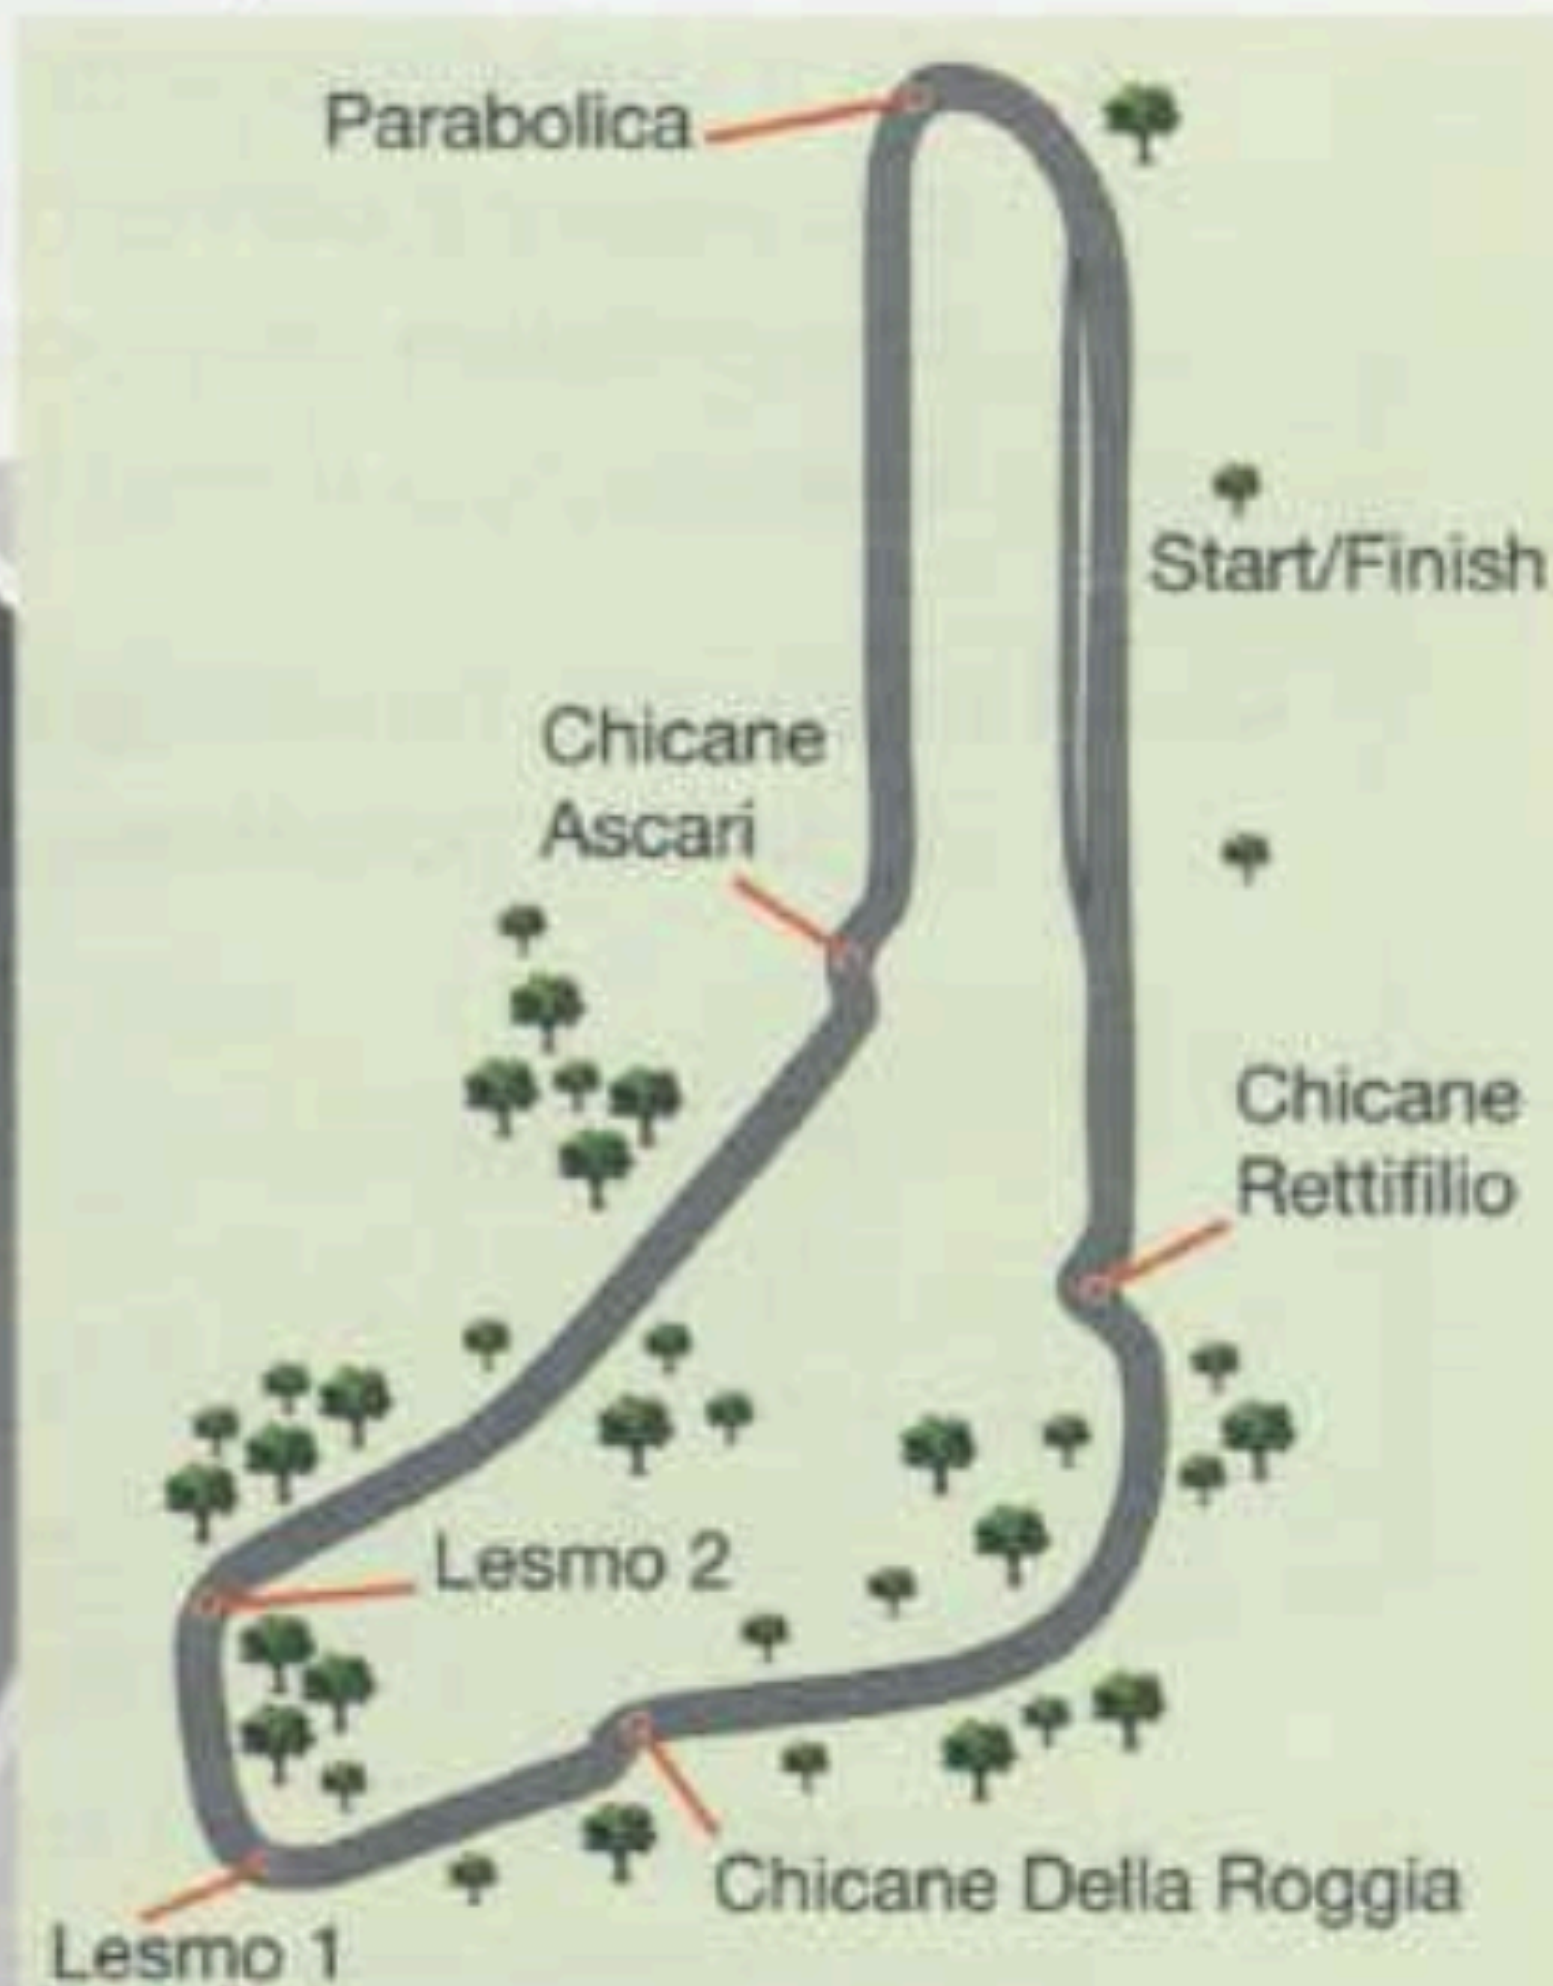 Parabolica
Start/Finish
Chicane
Ascari
Chicane
Rettifilio
Lesmo 2
Chicane Della Roggia
Lesmo 1